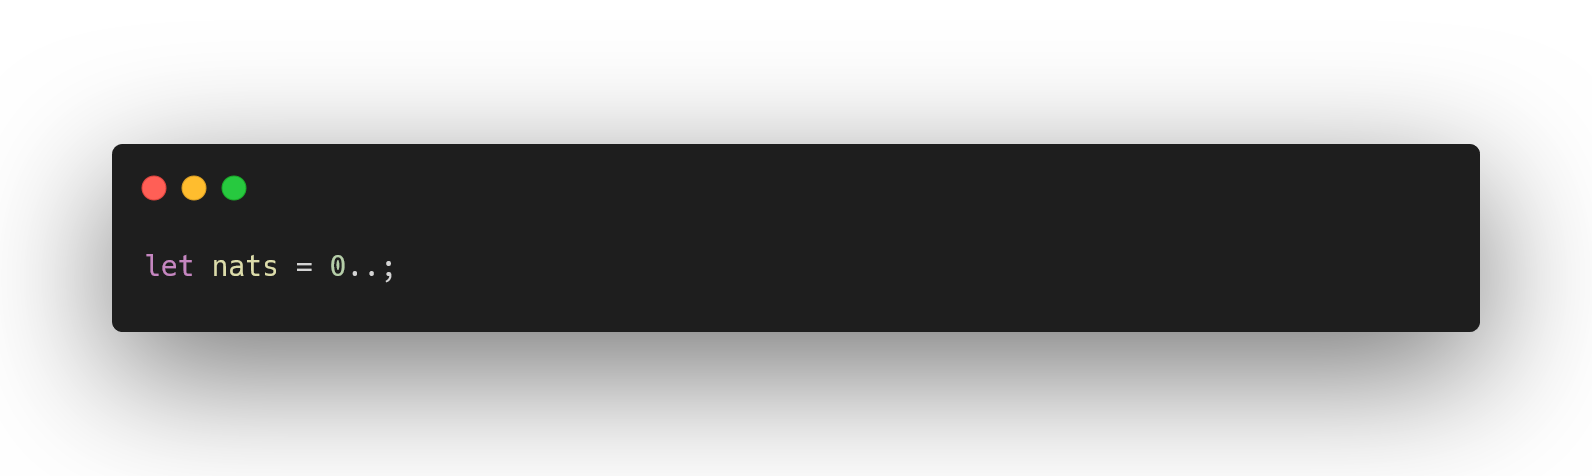 let nats = 0..;